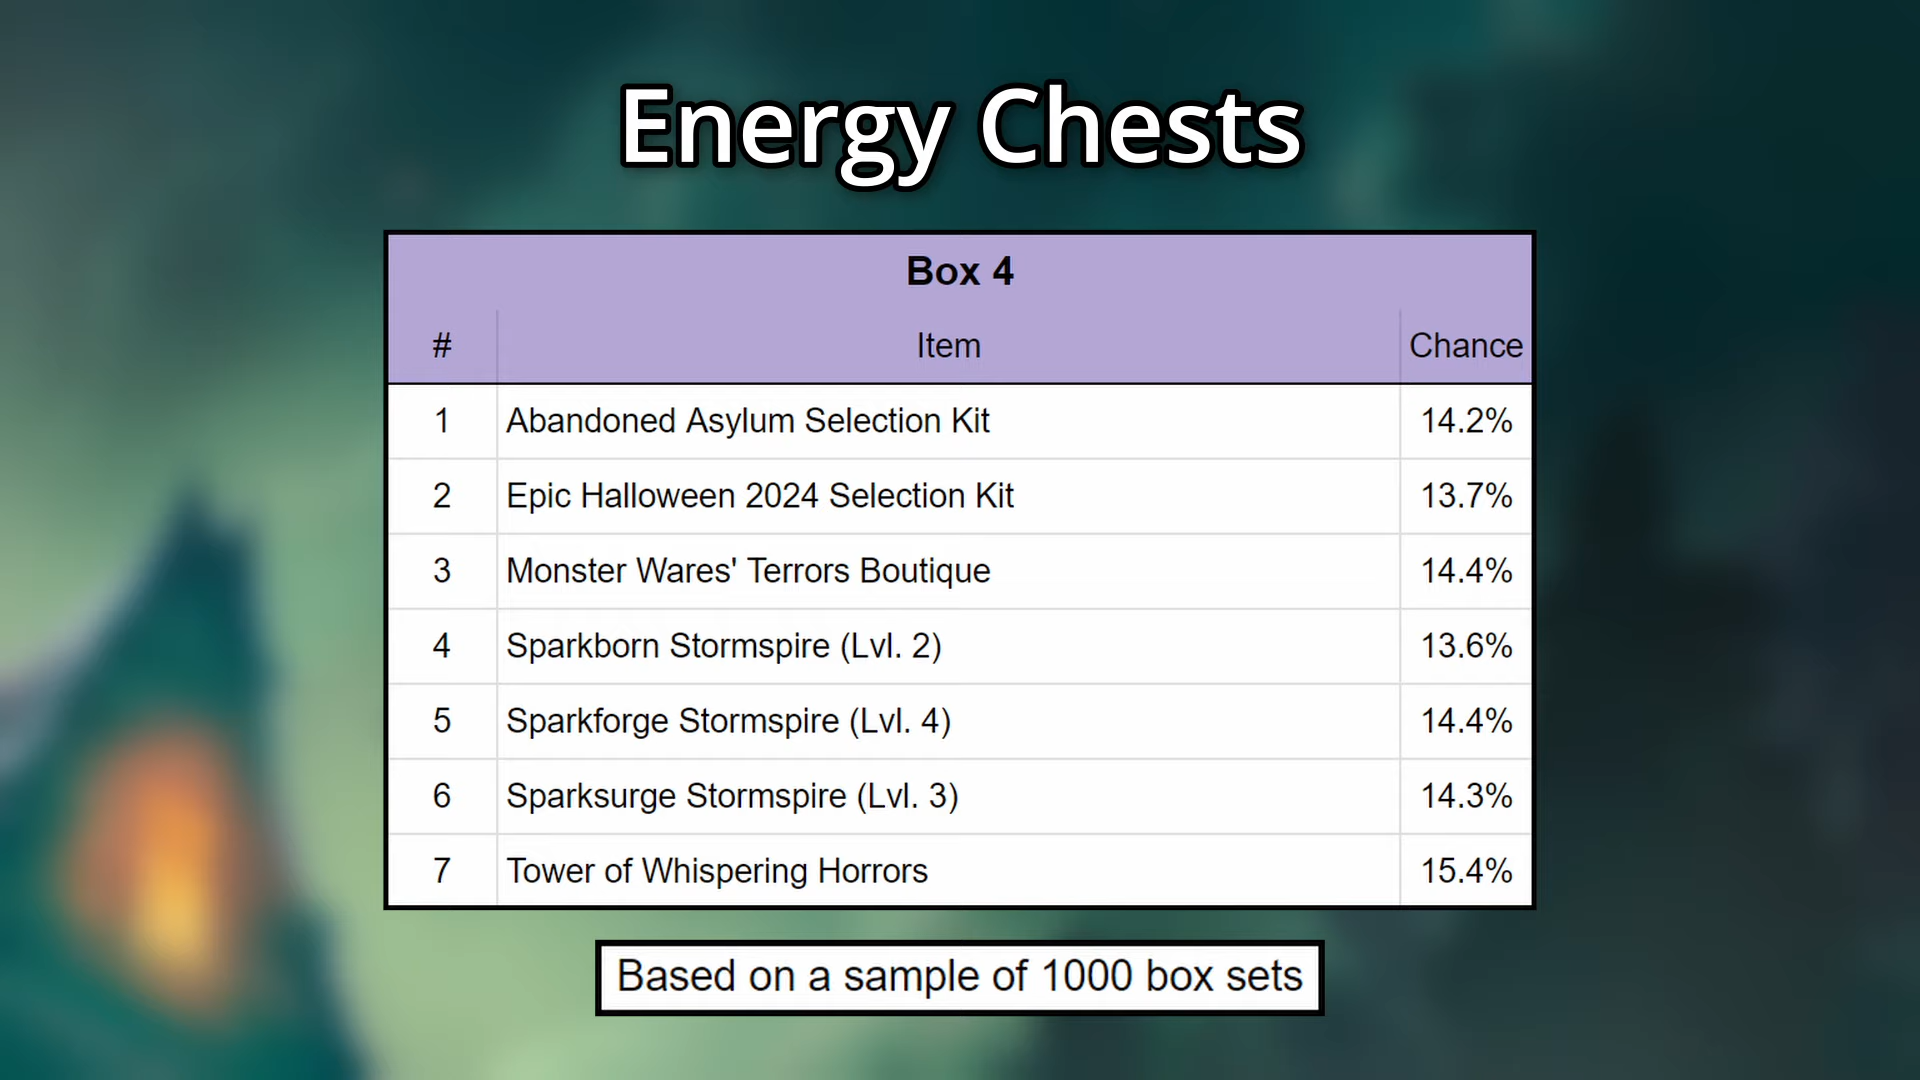 Energy Chests
Box 4
# Item Chance
1 Abandoned Asylum Selection Kit 14.2%
2 Epic Halloween 2024 Selection Kit 13.7%
3 Monster Wares' Terrors Boutique 14.4%
4 Sparkborn Stormspire (Lvl. 2) 13.6%
5 Sparkforge Stormspire (Lvl. 4) 14.4%
6 Sparksurge Stormspire (Lvl. 3) 14.3%
7 Tower of Whispering Horrors 15.4%
Based on a sample of 1000 box sets